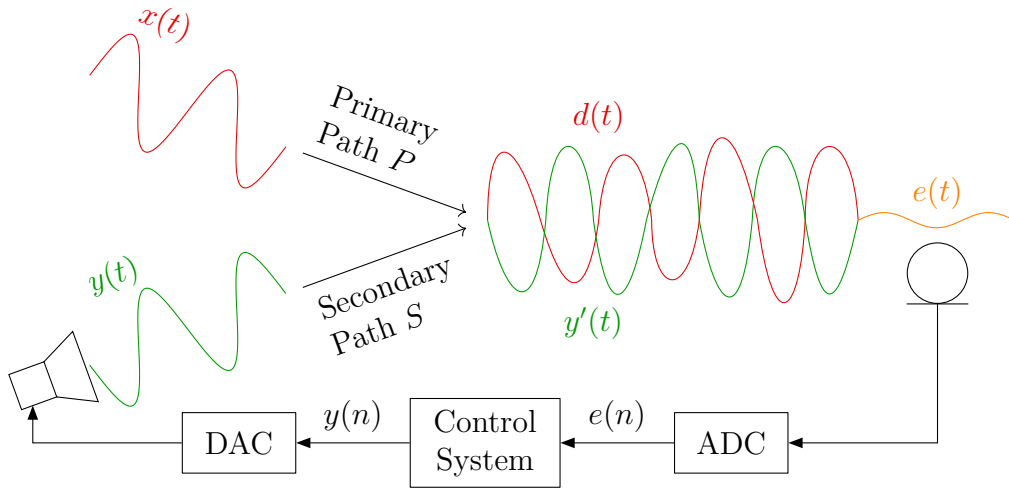 x(t)
Primary
Path P
d(t)
e(t)
y(t)
Secondary
Path S
y′(t)
DAC
y(n)
Control
System
e(n)
ADC